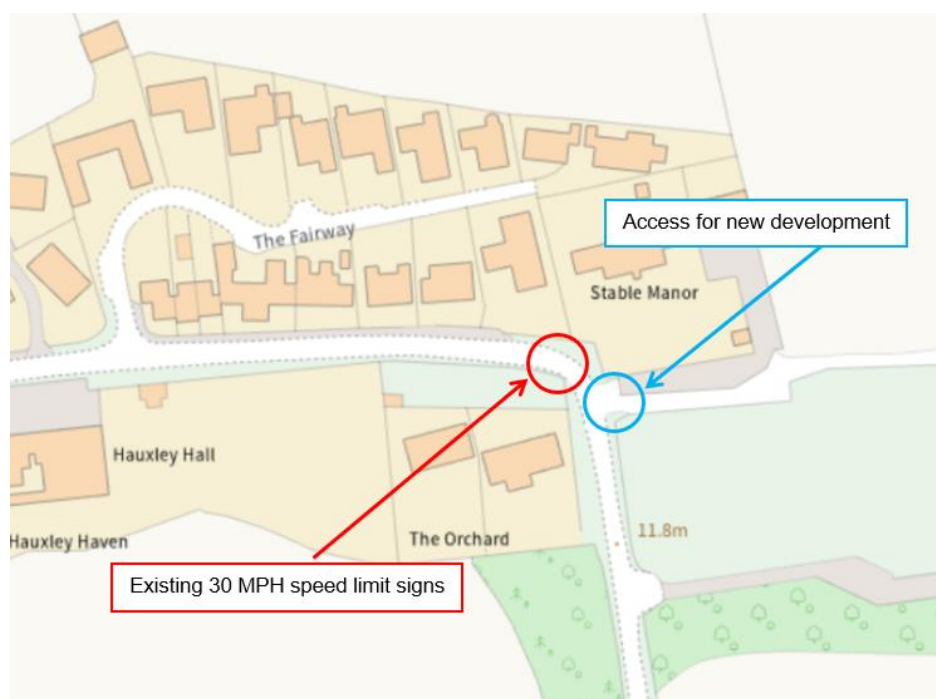 Access for new development
The Fairway
Stable Manor
Hauxley Hall
The Orchard
11.8m
Hauxley Haven
Existing 30 MPH speed limit signs